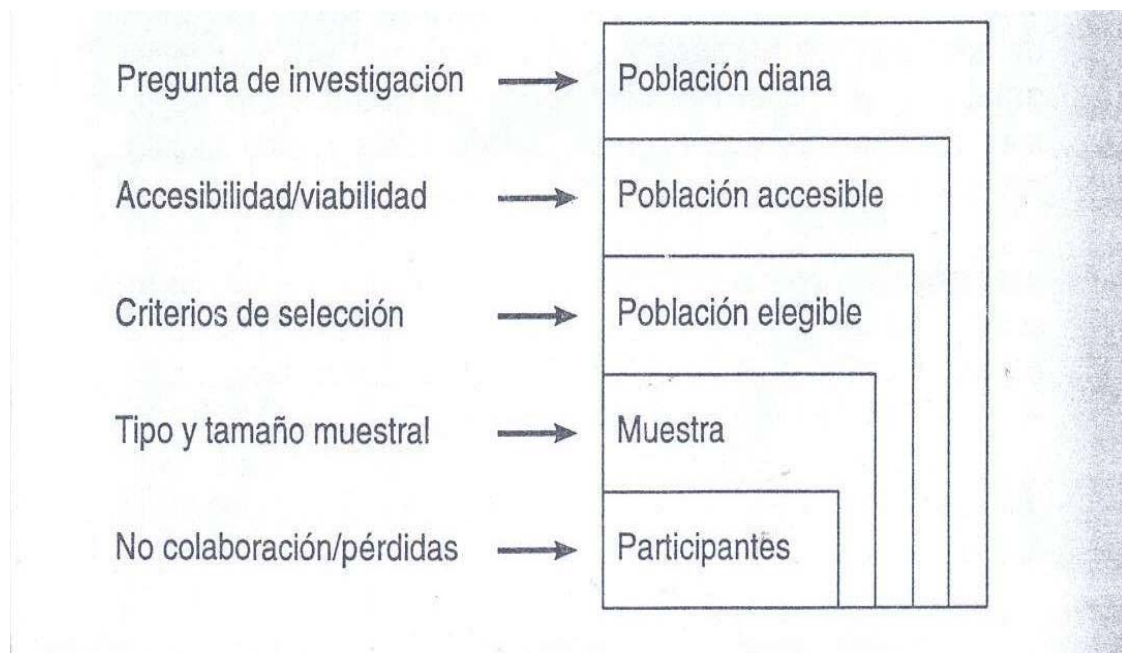 Pregunta de investigación → Población diana
Accesibilidad/viabilidad → Población accesible
Criterios de selección → Población elegible
Tipo y tamaño muestral → Muestra
No colaboración/pérdidas → Participantes